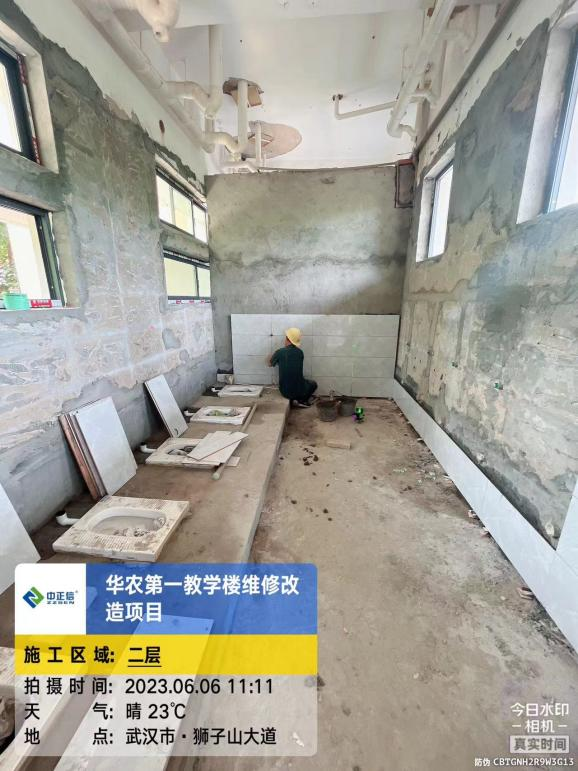 中正信®
ZZSEN
华农第一教学楼维修改
造项目
施工区域: 二层
拍摄时间: 2023.06.06 11:11
天气: 晴 23℃
地点: 武汉市·狮子山大道
今日水印
-相机-
真实时间
防伪 CBTGNH2R9W3G13